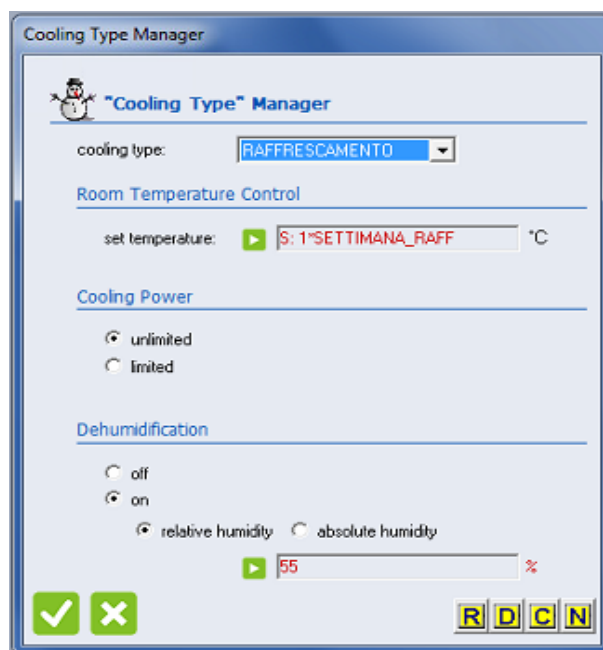 Cooling Type Manager
"Cooling Type" Manager
cooling type: RAFFRESCAMENTO
Room Temperature Control
set temperature: S: 1*SETTIMANA_RAFF °C
Cooling Power
unlimited
limited
Dehumidification
off
on
relative humidity absolute humidity
55 %
R D C N